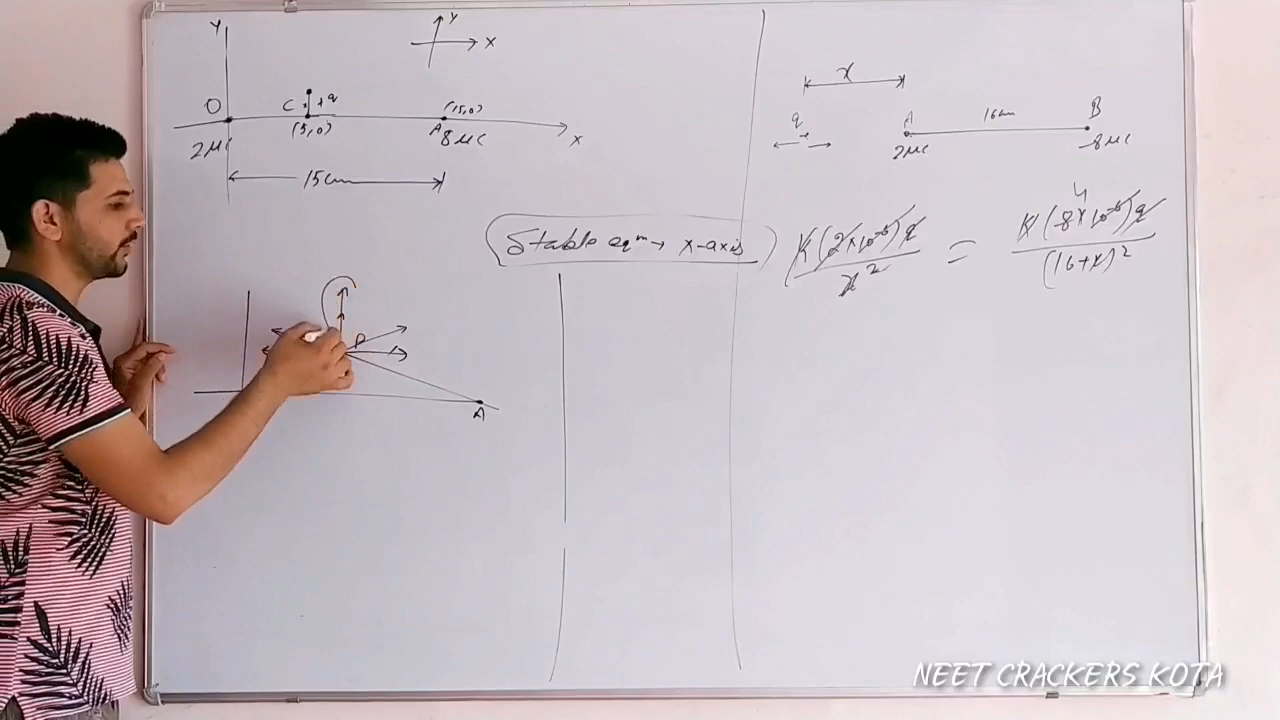 Y
Y
X
O
C +q
(5,0)
(15,0)
A
2μC
8μC
X
15cm
x
q
A
16cm
B
2μC
-8μC
Stable eqm → x-axis
K(2×10⁻⁶)q / x² = K(8×10⁻⁶)q / (16+x)²
4
P
A
NEET CRACKERS KOTA